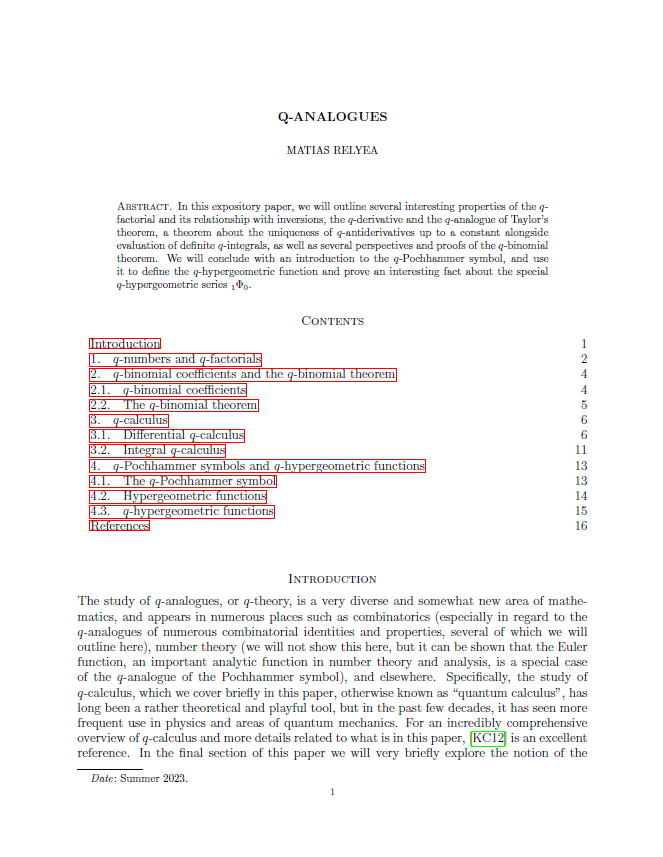 Q-ANALOGUES
MATIAS RELYEA
Abstract. In this expository paper, we will outline several interesting properties of the q-
factorial and its relationship with inversions, the q-derivative and the q-analogue of Taylor's
theorem, a theorem about the uniqueness of q-antiderivatives up to a constant alongside
evaluation of definite q-integrals, as well as several perspectives and proofs of the q-binomial
theorem. We will conclude with an introduction to the q-Pochhammer symbol, and use
it to define the q-hypergeometric function and prove an interesting fact about the special
q-hypergeometric series ₁Φ₀.
Contents
Introduction 1
1. q-numbers and q-factorials 2
2. q-binomial coefficients and the q-binomial theorem 4
2.1. q-binomial coefficients 4
2.2. The q-binomial theorem 5
3. q-calculus 6
3.1. Differential q-calculus 6
3.2. Integral q-calculus 11
4. q-Pochhammer symbols and q-hypergeometric functions 13
4.1. The q-Pochhammer symbol 13
4.2. Hypergeometric functions 14
4.3. q-hypergeometric functions 15
References 16
Introduction
The study of q-analogues, or q-theory, is a very diverse and somewhat new area of mathe-
matics, and appears in numerous places such as combinatorics (especially in regard to the
q-analogues of numerous combinatorial identities and properties, several of which we will
outline here), number theory (we will not show this here, but it can be shown that the Euler
function, an important analytic function in number theory and analysis, is a special case
of the q-analogue of the Pochhammer symbol), and elsewhere. Specifically, the study of
q-calculus, which we cover briefly in this paper, otherwise known as “quantum calculus”, has
long been a rather theoretical and playful tool, but in the past few decades, it has seen more
frequent use in physics and areas of quantum mechanics. For an incredibly comprehensive
overview of q-calculus and more details related to what is in this paper, [KC12] is an excellent
reference. In the final section of this paper we will very briefly explore the notion of the
Date: Summer 2023.
1